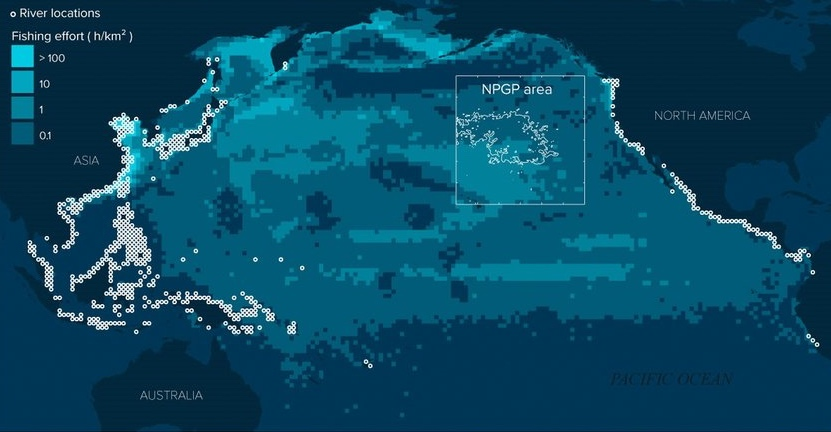 River locations
Fishing effort ( h/km² )
> 100
10
1
0.1
NPGP area
NORTH AMERICA
ASIA
PACIFIC OCEAN
AUSTRALIA